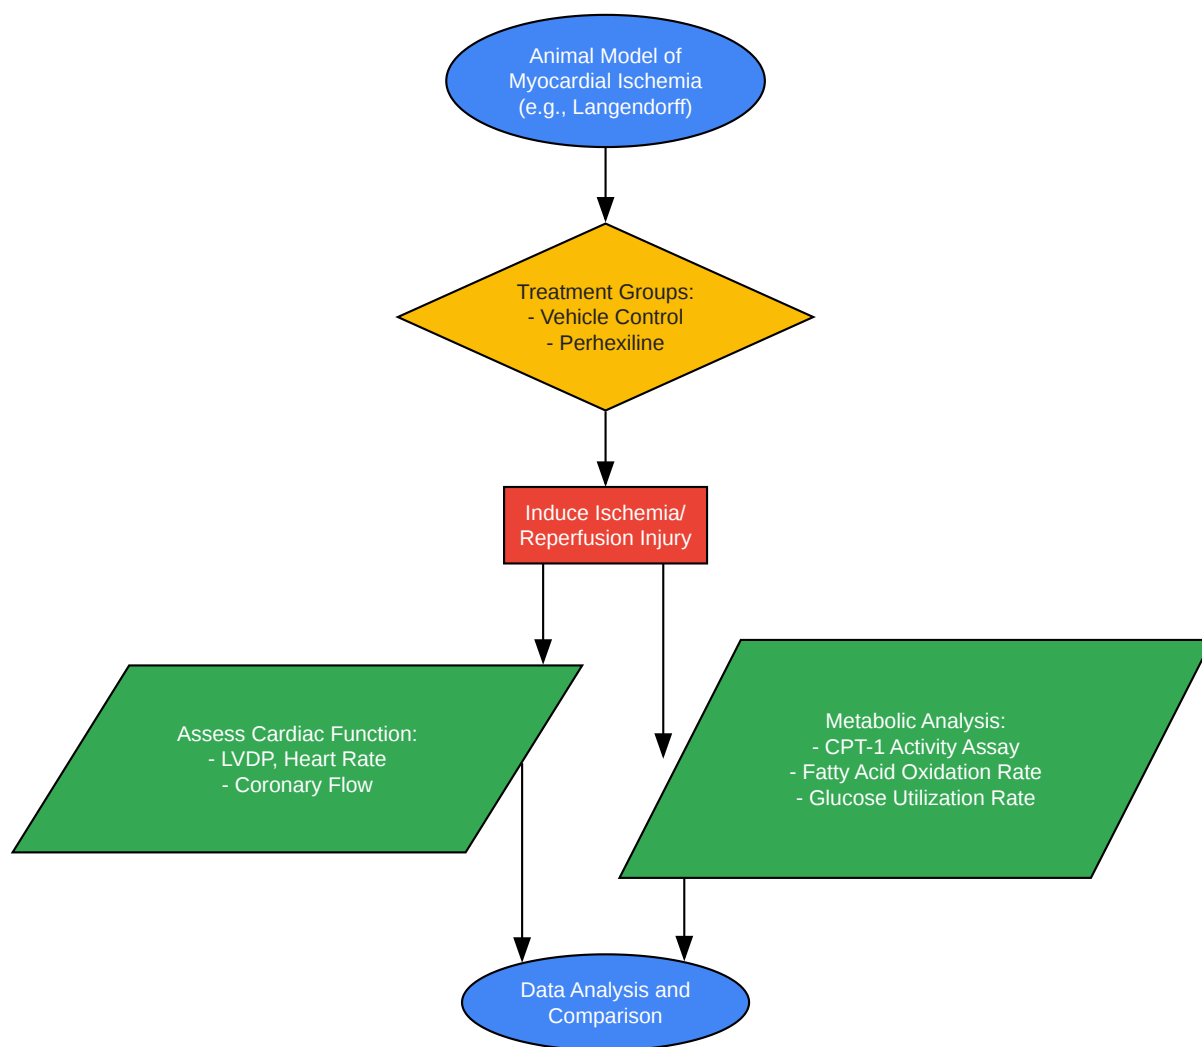 Animal Model of
Myocardial Ischemia
(e.g., Langendorff)
Treatment Groups:
- Vehicle Control
- Perhexiline
Induce Ischemia/
Reperfusion Injury
Assess Cardiac Function:
- LVDP, Heart Rate
- Coronary Flow
Metabolic Analysis:
- CPT-1 Activity Assay
- Fatty Acid Oxidation Rate
- Glucose Utilization Rate
Data Analysis and
Comparison